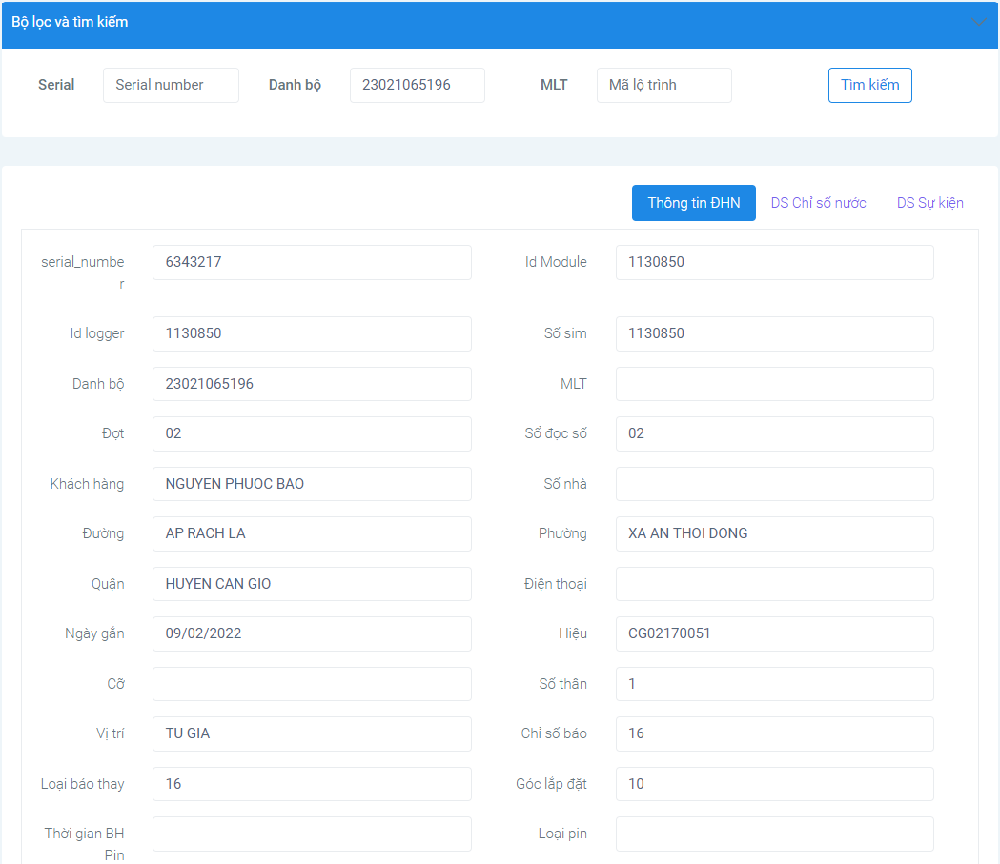 Bộ lọc và tìm kiếm
Serial Serial number Danh bộ 23021065196 MLT Mã lộ trình Tìm kiếm
Thông tin ĐHN DS Chỉ số nước DS Sự kiện
serial_numbe 6343217 Id Module 1130850
r
Id logger 1130850 Số sim 1130850
Danh bộ 23021065196 MLT
Đợt 02 Sổ đọc số 02
Khách hàng NGUYEN PHUOC BAO Số nhà
Đường AP RACH LA Phường XA AN THOI DONG
Quận HUYEN CAN GIO Điện thoại
Ngày gắn 09/02/2022 Hiệu CG02170051
Cỡ Số thân 1
Vị trí TU GIA Chỉ số báo 16
Loại báo thay 16 Góc lắp đặt 10
Thời gian BH Loại pin
Pin